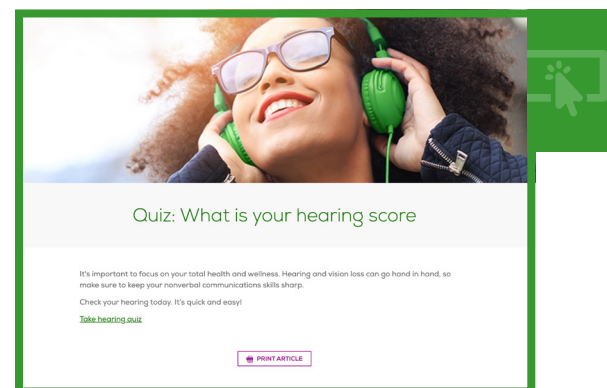 Quiz: What is your hearing score
It's important to focus on your total health and wellness. Hearing and vision loss can go hand in hand, so
make sure to keep your nonverbal communications skills sharp.
Check your hearing today. It's quick and easy!
Take hearing quiz
PRINT ARTICLE